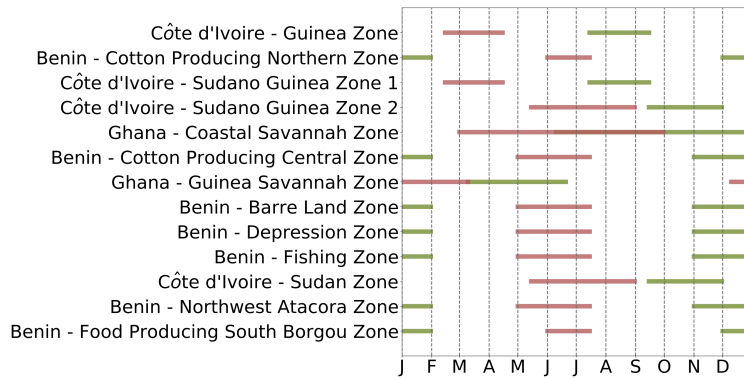 Côte d'Ivoire - Guinea Zone
Benin - Cotton Producing Northern Zone
Côte d'Ivoire - Sudano Guinea Zone 1
Côte d'Ivoire - Sudano Guinea Zone 2
Ghana - Coastal Savannah Zone
Benin - Cotton Producing Central Zone
Ghana - Guinea Savannah Zone
Benin - Barre Land Zone
Benin - Depression Zone
Benin - Fishing Zone
Côte d'Ivoire - Sudan Zone
Benin - Northwest Atacora Zone
Benin - Food Producing South Borgou Zone
J F M A M J J A S O N D